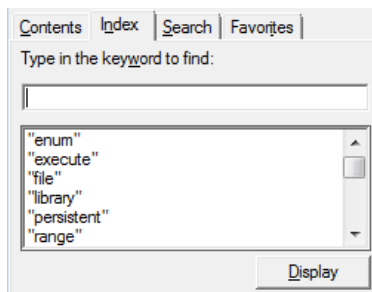 Contents Index Search Favorites
Type in the keyword to find:
"enum"
"execute"
"file"
"library"
"persistent"
"range"
Display